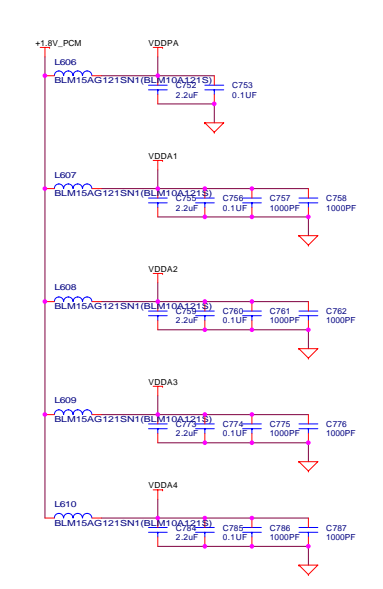 +1.8V_PCM
VDDPA
L606
BLM15AG121SN1(BLM10A121S)
C752
2.2uF
C753
0.1UF
VDDA1
L607
BLM15AG121SN1(BLM10A121S)
C755
2.2uF
C756
0.1UF
C757
1000PF
C758
1000PF
VDDA2
L608
BLM15AG121SN1(BLM10A121S)
C759
2.2uF
C760
0.1UF
C761
1000PF
C762
1000PF
VDDA3
L609
BLM15AG121SN1(BLM10A121S)
C773
2.2uF
C774
0.1UF
C775
1000PF
C776
1000PF
VDDA4
L610
BLM15AG121SN1(BLM10A121S)
C784
2.2uF
C785
0.1UF
C786
1000PF
C787
1000PF